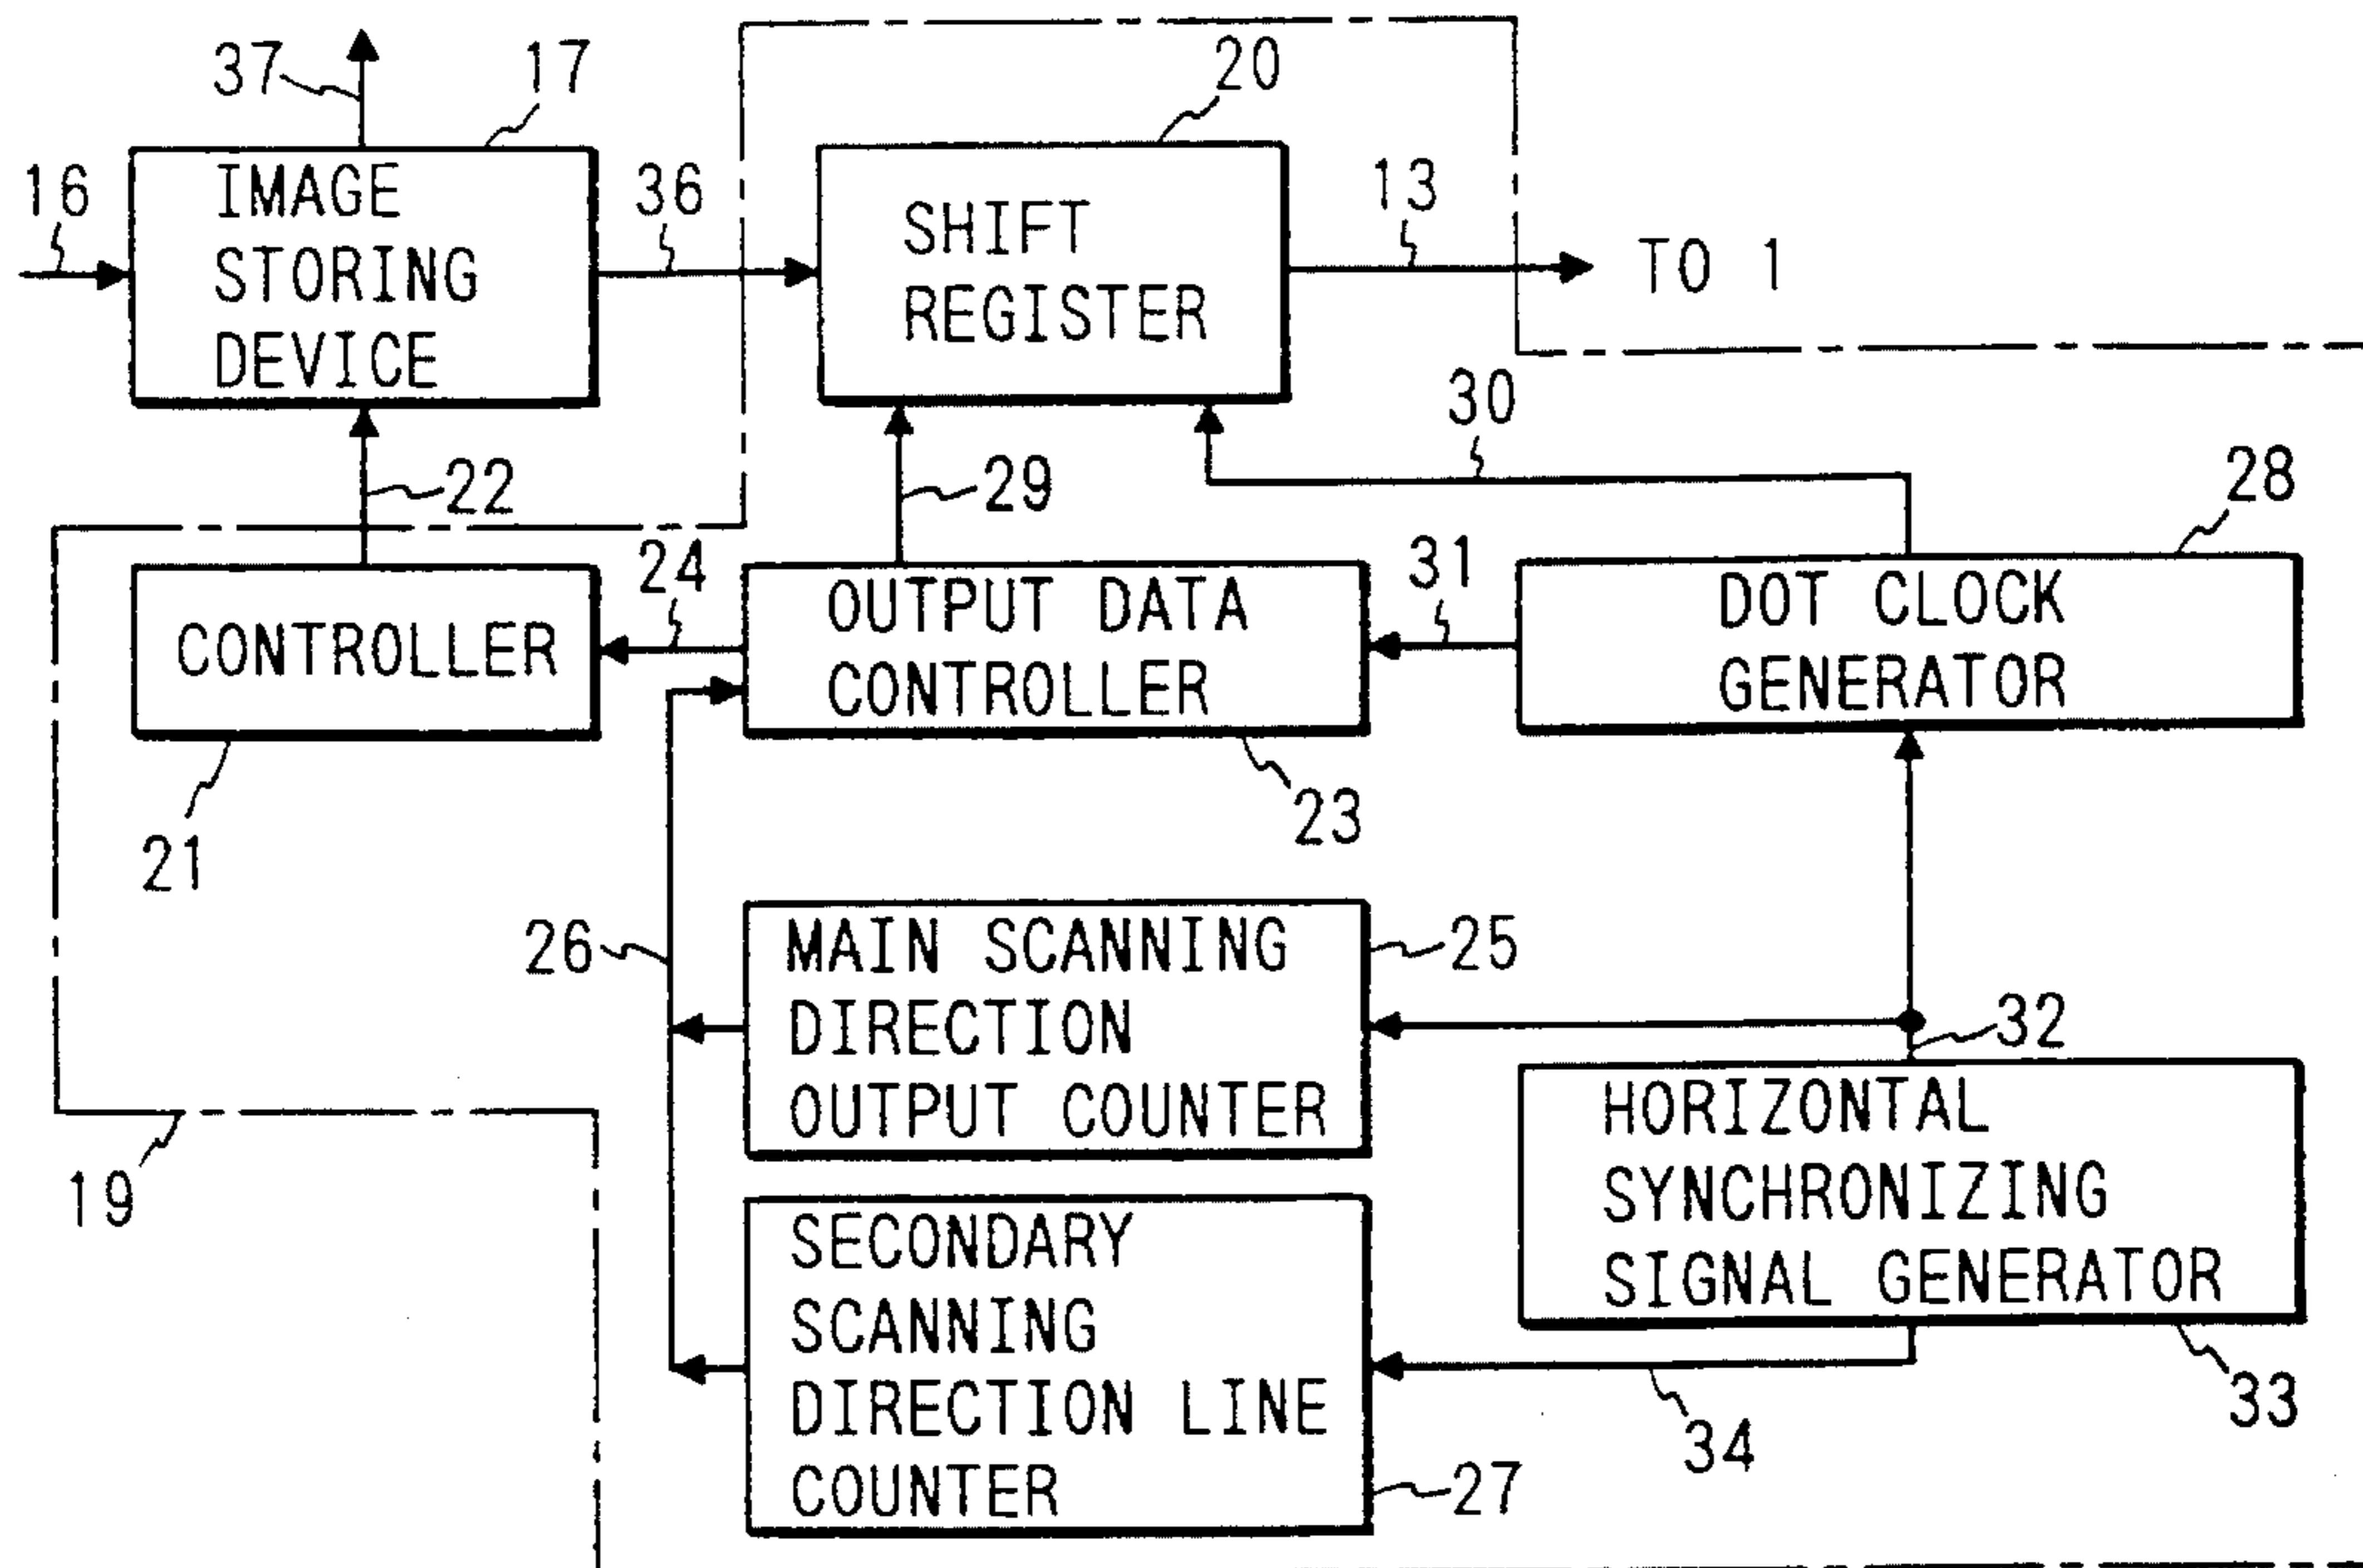 37
17
20
16
IMAGE
STORING
DEVICE
36
SHIFT
REGISTER
13
TO 1
30
22
29
28
24
31
CONTROLLER
OUTPUT DATA
CONTROLLER
DOT CLOCK
GENERATOR
21
23
26
MAIN SCANNING
DIRECTION
OUTPUT COUNTER
25
32
19
SECONDARY
SCANNING
DIRECTION LINE
COUNTER
HORIZONTAL
SYNCHRONIZING
SIGNAL GENERATOR
34
33
27